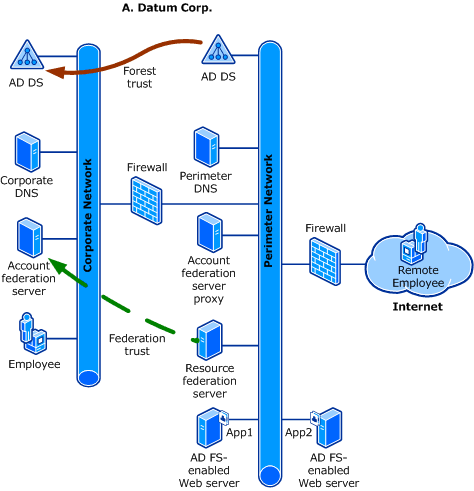 A. Datum Corp.
AD DS
Forest
trust
AD DS
Corporate
DNS
Firewall
Perimeter
DNS
Corporate Network
Perimeter Network
Account
federation
server
Account
federation
server
proxy
Firewall
Remote
Employee
Internet
Employee
Federation
trust
Resource
federation
server
App1
App2
AD FS-
enabled
Web server
AD FS-
enabled
Web server